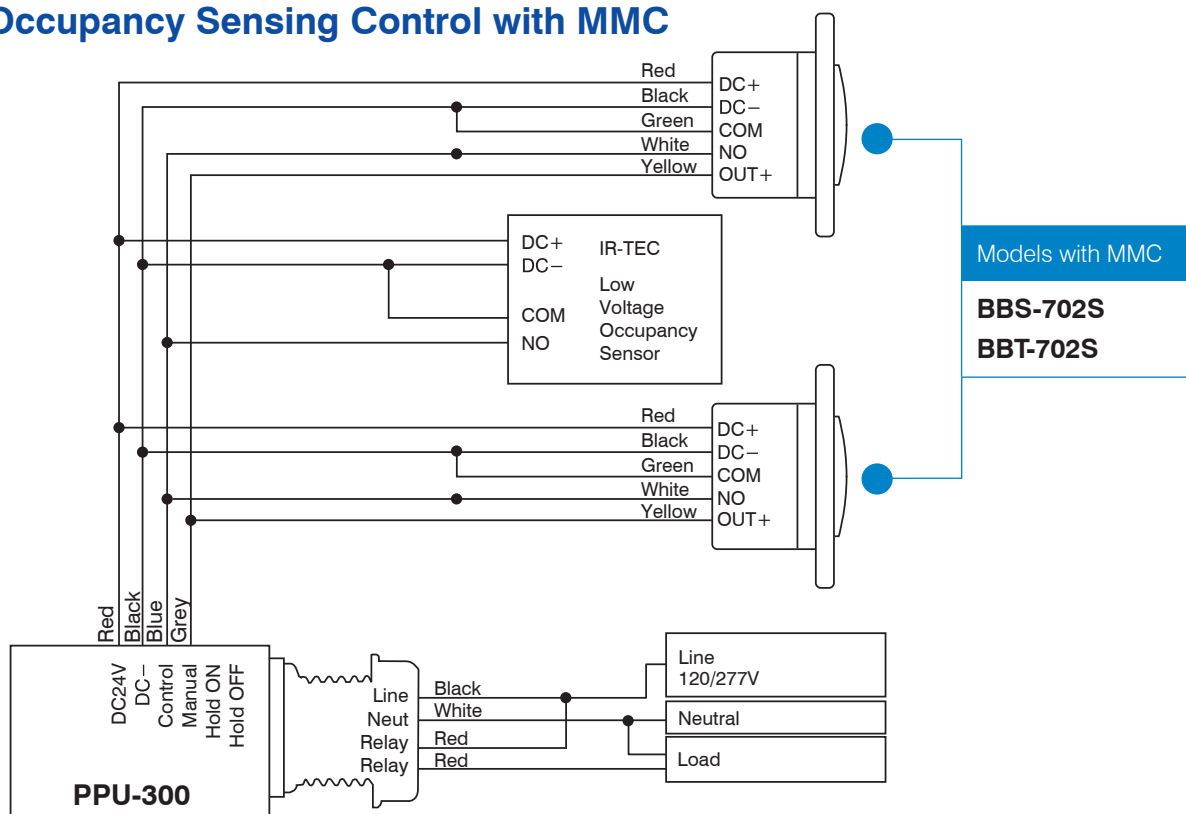 Occupancy Sensing Control with MMC
Red
Black
Green
White
Yellow
DC+
DC−
COM
NO
OUT+
DC+
DC−
COM
NO
IR-TEC
Low
Voltage
Occupancy
Sensor
Models with MMC
BBS-702S
BBT-702S
Red
Black
Green
White
Yellow
DC+
DC−
COM
NO
OUT+
Red
Black
Blue
Grey
DC24V
DC−
Control
Manual
Hold ON
Hold OFF
PPU-300
Line
Neut
Relay
Relay
Black
White
Red
Red
Line
120/277V
Neutral
Load